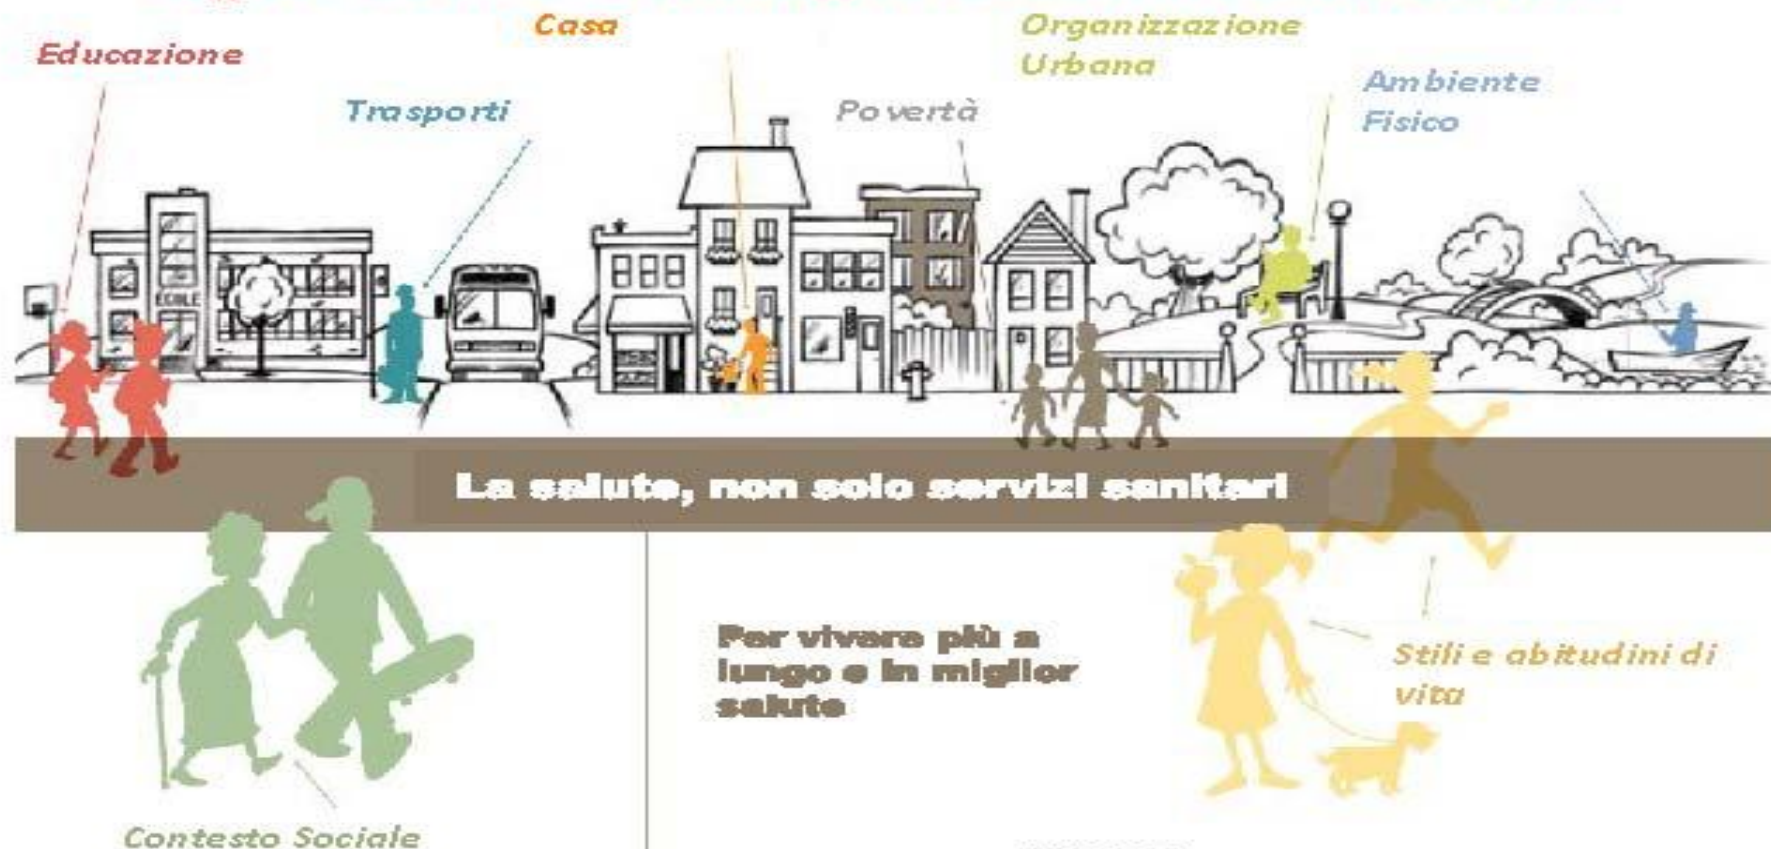 Educazione
Trasporti
Casa
Povertà
Organizzazione
Urbana
Ambiente
Fisico
ECOLE
La salute, non solo servizi sanitari
Per vivere più a
lungo e in miglior
salute
Stili e abitudini di
vita
Contesto Sociale